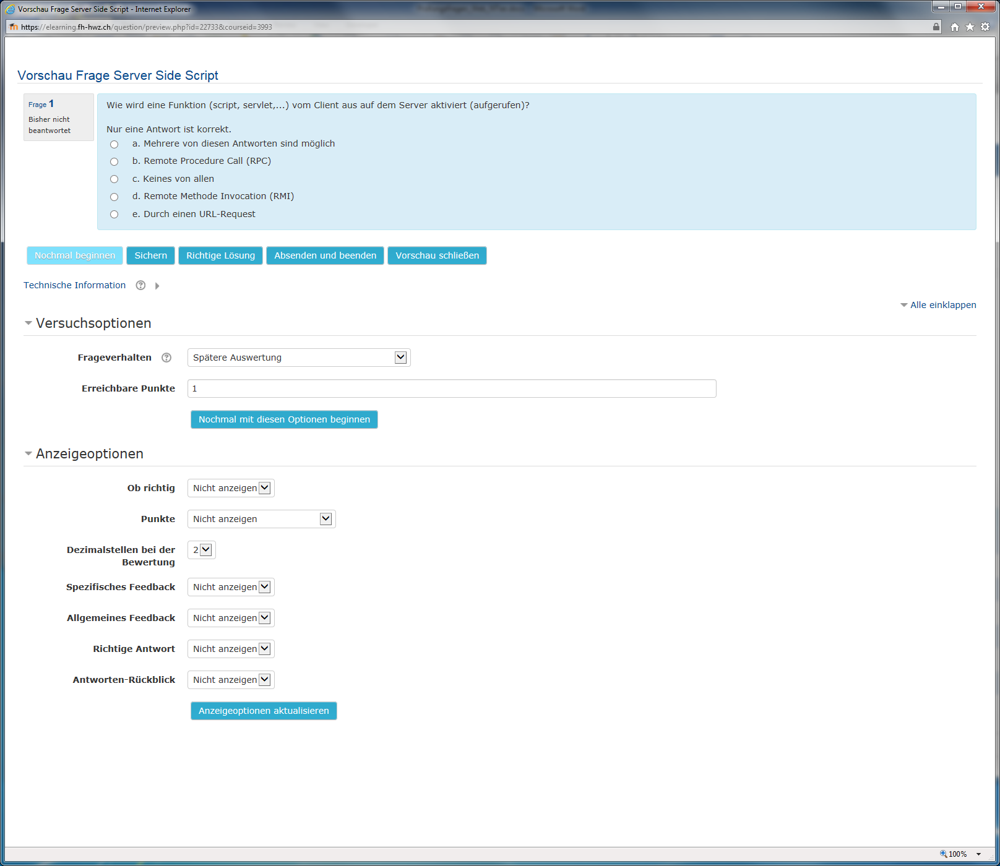 Vorschau Frage Server Side Script - Internet Explorer
https://elearning.fh-hwz.ch/question/preview.php?id=22733&courseid=3993
Vorschau Frage Server Side Script
Frage 1
Bisher nicht
beantwortet
Wie wird eine Funktion (script, servlet,...) vom Client aus auf dem Server aktiviert (aufgerufen)?
Nur eine Antwort ist korrekt.
a. Mehrere von diesen Antworten sind möglich
b. Remote Procedure Call (RPC)
c. Keines von allen
d. Remote Methode Invocation (RMI)
e. Durch einen URL-Request
Nochmal beginnen Sichern Richtige Lösung Absenden und beenden Vorschau schließen
Technische Information
Alle einklappen
Versuchsoptionen
Frageverhalten Spätere Auswertung
Erreichbare Punkte 1
Nochmal mit diesen Optionen beginnen
Anzeigeoptionen
Ob richtig Nicht anzeigen
Punkte Nicht anzeigen
Dezimalstellen bei der 2
Bewertung
Spezifisches Feedback Nicht anzeigen
Allgemeines Feedback Nicht anzeigen
Richtige Antwort Nicht anzeigen
Antworten-Rückblick Nicht anzeigen
Anzeigeoptionen aktualisieren
100%